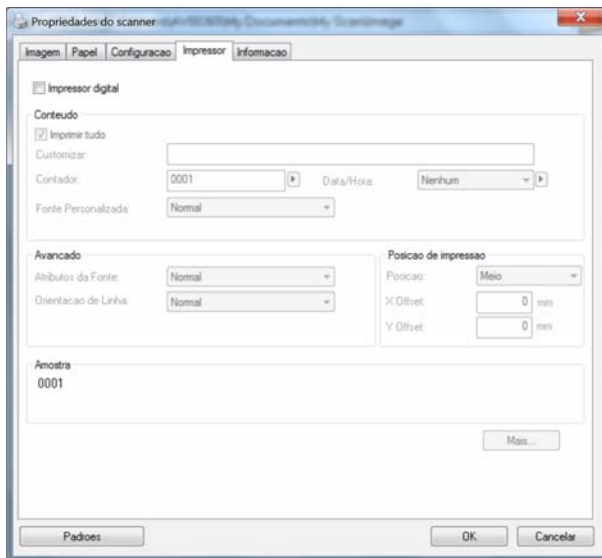 Propriedades do scanner
Imagem Papel Configuracao Impressor Informacao
Impressor digital
Conteudo
Imprimir tudo
Customizar:
Contador: 0001 Data/Hora: Nenhum
Fonte Personalizada: Normal
Avancado Posicao de impressao
Atributos da Fonte: Normal Posicao: Meio
Orientacao de Linha: Normal X Offset: 0 mm
Y Offset: 0 mm
Amostra
0001
Mais...
Padroes OK Cancelar